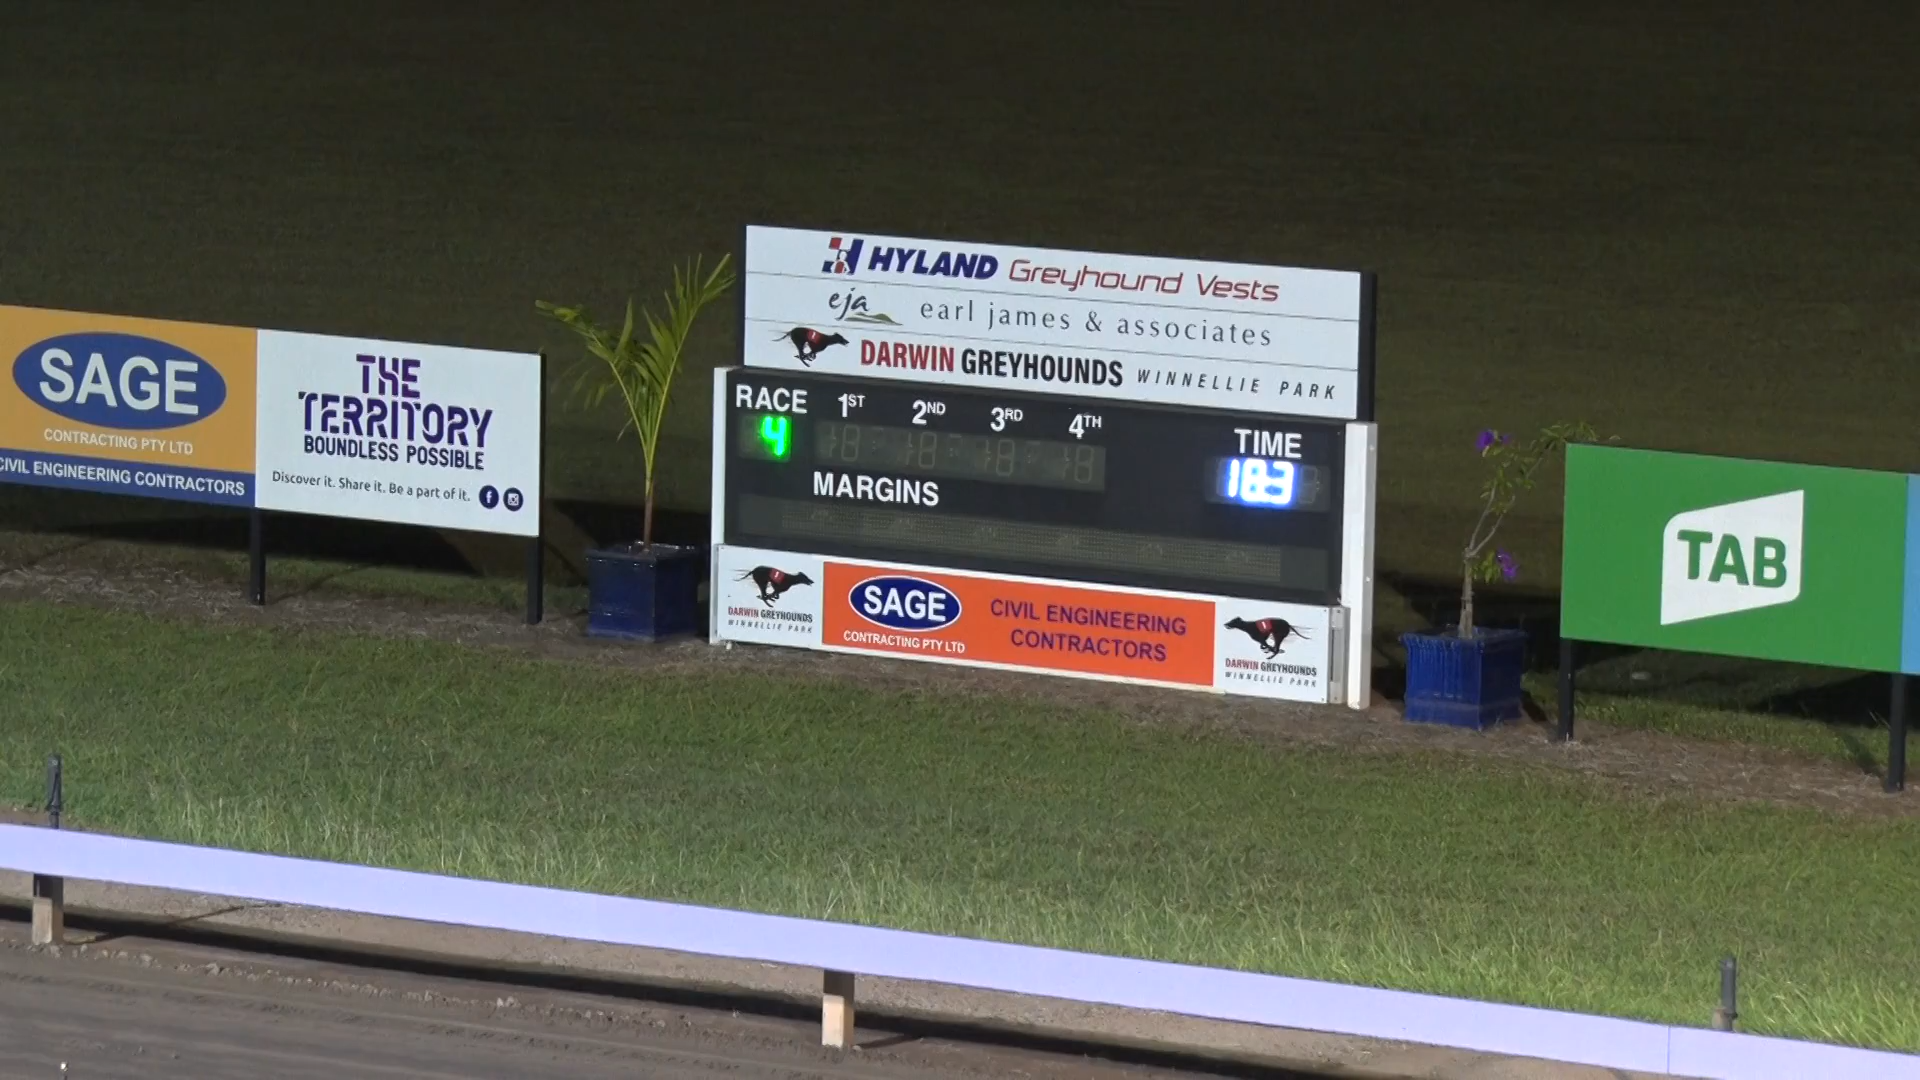 HYLAND Greyhound Vests
eja earl james & associates
DARWIN GREYHOUNDS WINNELLIE PARK
RACE 1ST 2ND 3RD 4TH TIME
4 18.3
MARGINS
DARWIN GREYHOUNDS
WINNELLIE PARK
SAGE
CONTRACTING PTY LTD
CIVIL ENGINEERING
CONTRACTORS
DARWIN GREYHOUNDS
WINNELLIE PARK
SAGE
CONTRACTING PTY LTD
CIVIL ENGINEERING CONTRACTORS
THE
TERRITORY
BOUNDLESS POSSIBLE
Discover it. Share it. Be a part of it.
TAB